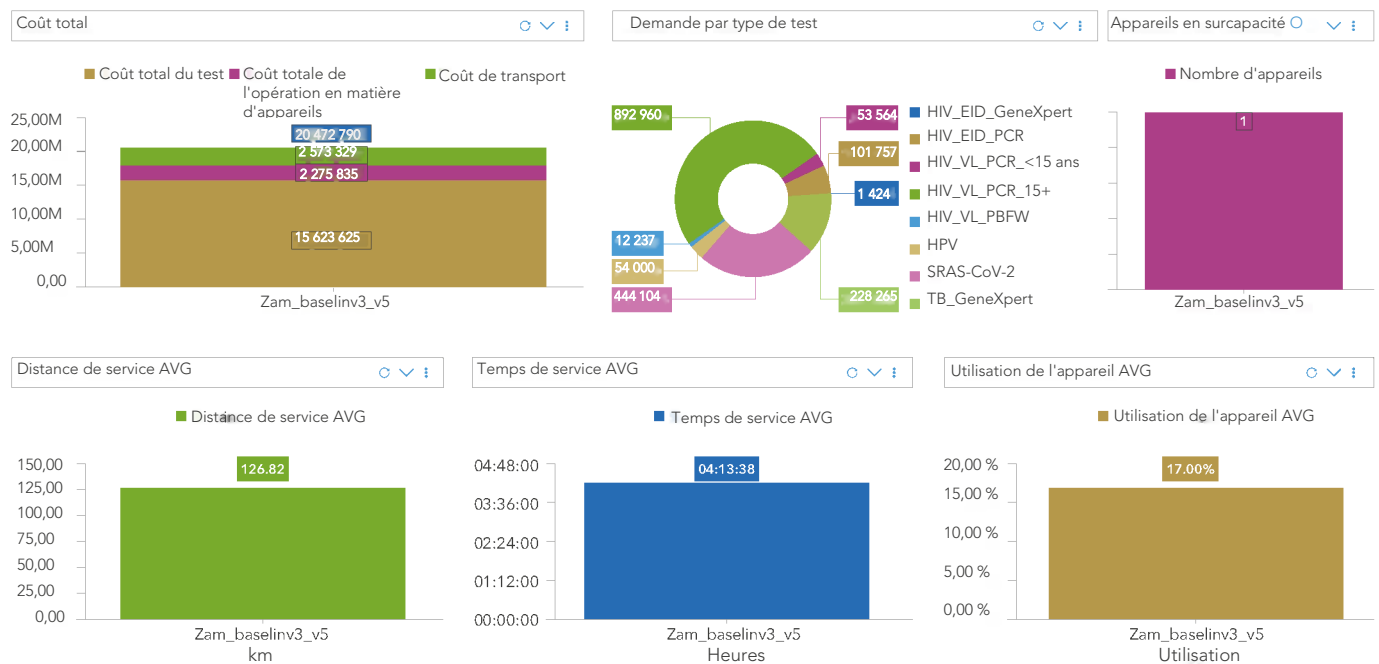 Coût total
Demande par type de test
Appareils en surcapacité
Coût total du test
Coût totale de
l'opération en matière
d'appareils
Coût de transport
25,00M
20,00M
15,00M
10,00M
5,00M
0,00
20 472 790
2 573 329
2 275 835
15 623 625
Zam_baselinv3_v5
892 960
53 564
101 757
1 424
12 237
54 000
444 104
228 265
HIV_EID_GeneXpert
HIV_EID_PCR
HIV_VL_PCR_<15 ans
HIV_VL_PCR_15+
HIV_VL_PBFW
HPV
SRAS-CoV-2
TB_GeneXpert
Nombre d'appareils
1
Zam_baselinv3_v5
Distance de service AVG
Temps de service AVG
Utilisation de l'appareil AVG
Distance de service AVG
150,00
125,00
100,00
75,00
50,00
25,00
0,00
126.82
Zam_baselinv3_v5
km
Temps de service AVG
04:48:00
03:36:00
02:24:00
01:12:00
00:00:00
04:13:38
Zam_baselinv3_v5
Heures
Utilisation de l'appareil AVG
20,00 %
15,00 %
10,00 %
5,00 %
0,00 %
17.00%
Zam_baselinv3_v5
Utilisation